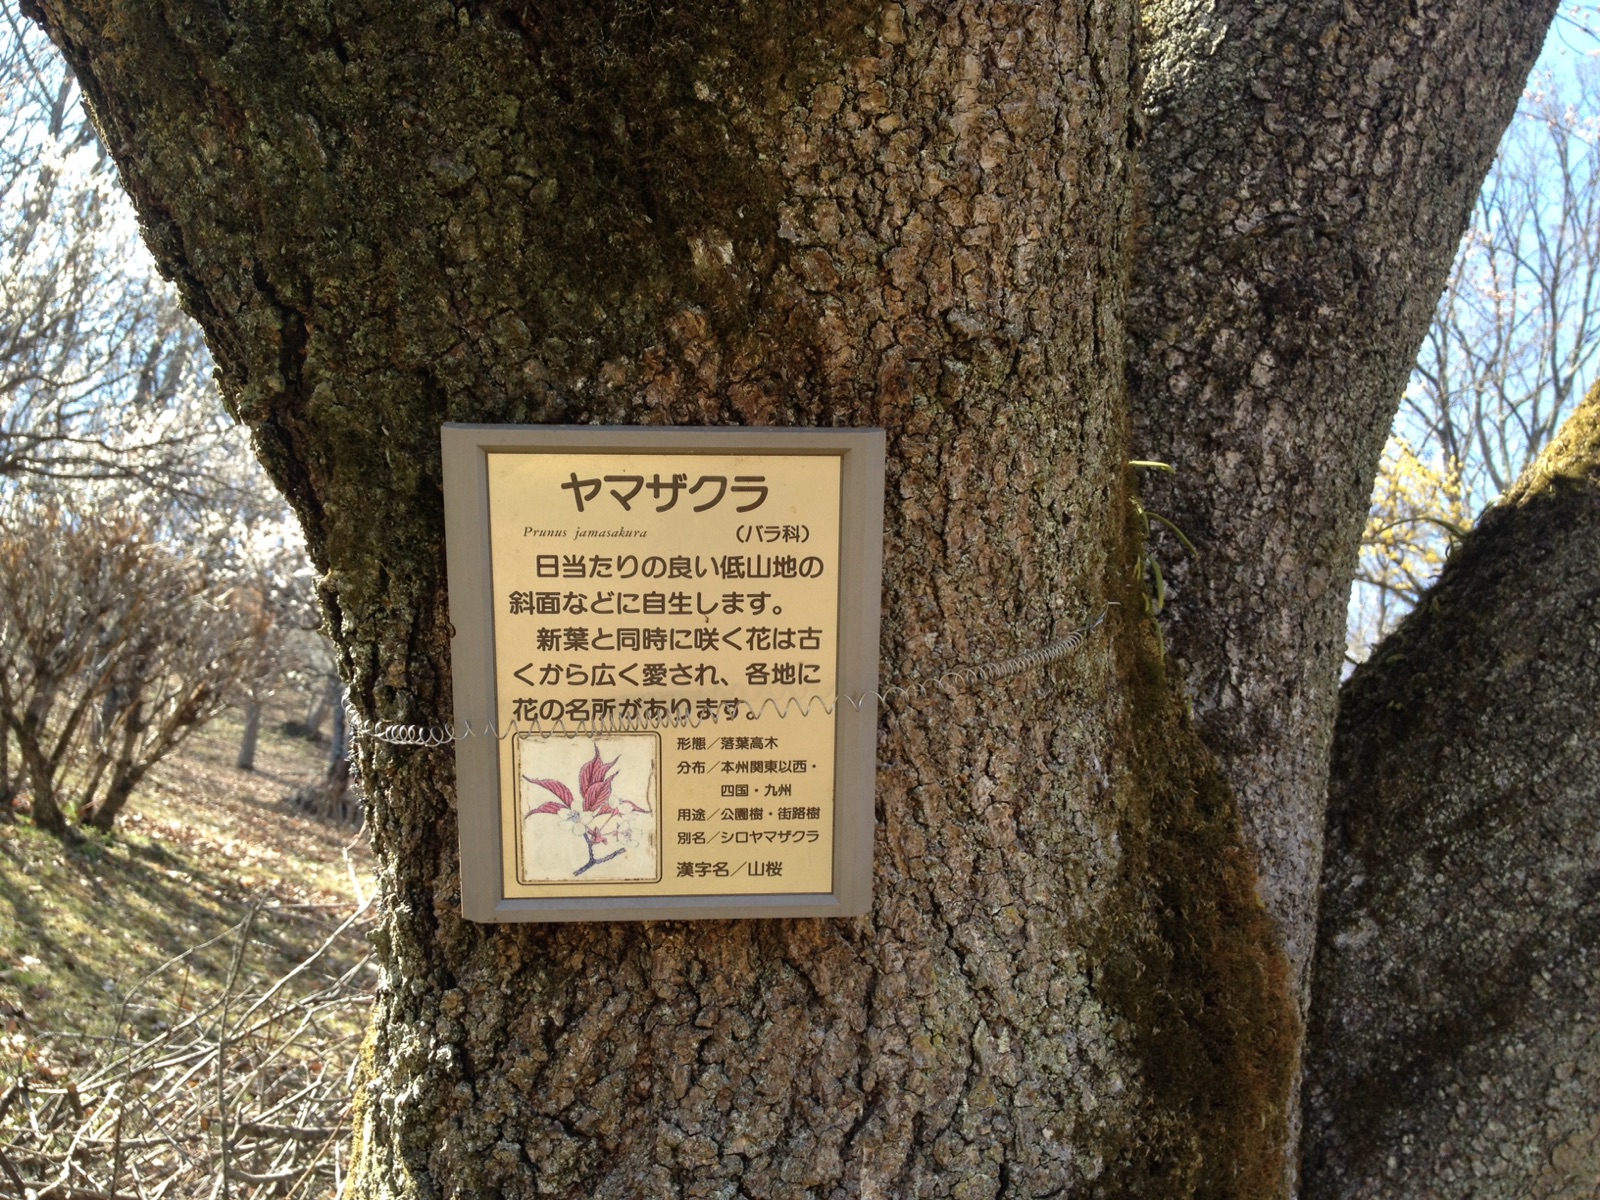 ヤマザクラ
Prunus jamasakura （バラ科）
日当たりの良い低山地の
斜面などに自生します。
新葉と同時に咲く花は古
くから広く愛され、各地に
花の名所があります。
形態／落葉高木
分布／本州関東以西・
四国・九州
用途／公園樹・街路樹
別名／シロヤマザクラ
漢字名／山桜